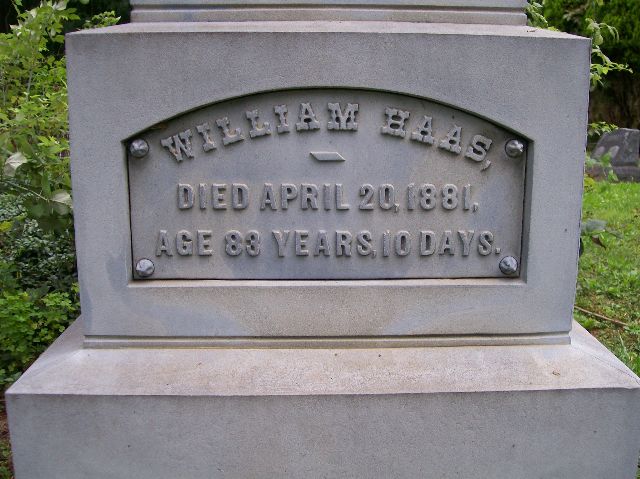 WILLIAM HAAS,
DIED APRIL 20, 1881,
AGE 83 YEARS, 10 DAYS.